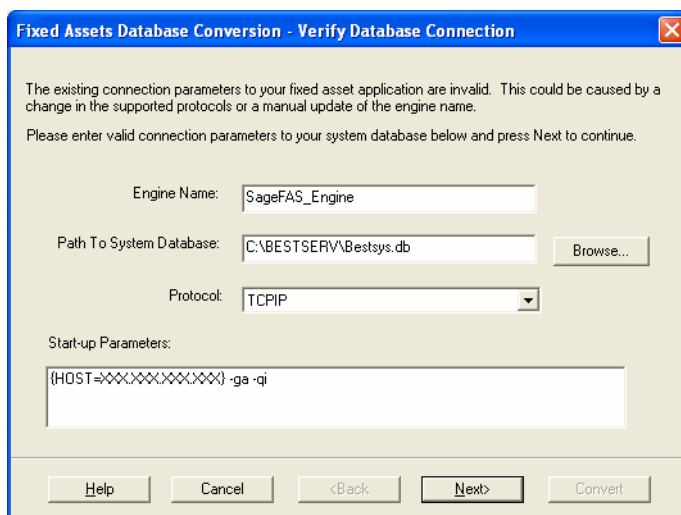 Fixed Assets Database Conversion - Verify Database Connection
The existing connection parameters to your fixed asset application are invalid.  This could be caused by a
change in the supported protocols or a manual update of the engine name.
Please enter valid connection parameters to your system database below and press Next to continue.
Engine Name: SageFAS_Engine
Path To System Database: C:\BESTSERV\Bestsys.db Browse...
Protocol: TCPIP
Start-up Parameters:
{HOST=XXX.XXX.XXX.XXX} -ga -qi
Help Cancel <Back Next> Convert